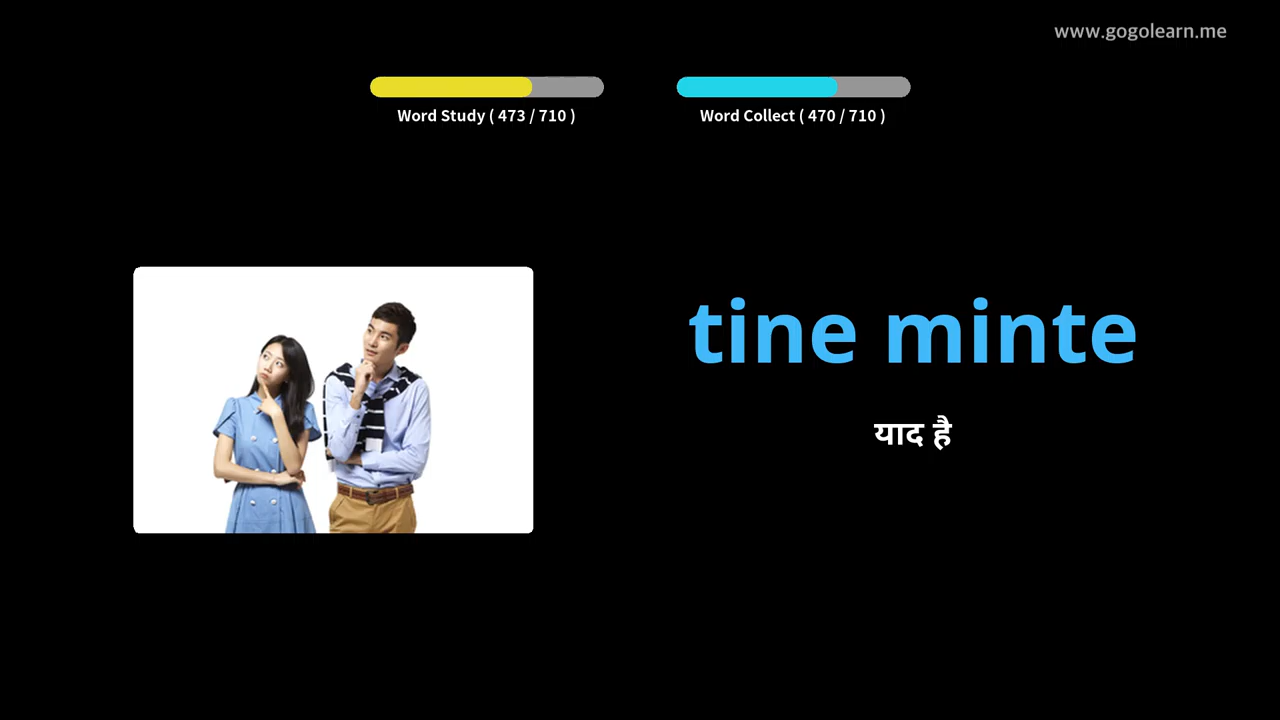 www.gogolearn.me
Word Study ( 473 / 710 )
Word Collect ( 470 / 710 )
tine minte
याद है